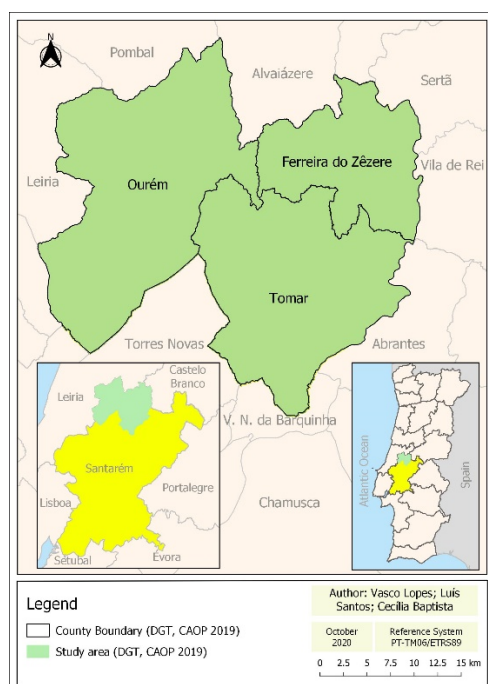 Pombal
Alvaiázere
Sertã
Ferreira do Zêzere
Vila de Rei
Leiria
Ourém
Tomar
Torres Novas
Abrantes
V. N. da Barquinha
Chamusca
Leiria
Castelo
Branco
Santarém
Portalegre
Lisboa
Setúbal
Évora
Atlantic Ocean
Spain
Legend
County Boundary (DGT, CAOP 2019)
Study area (DGT, CAOP 2019)
Author: Vasco Lopes; Luís
Santos; Cecília Baptista
October
2020
Reference System
PT-TM06/ETRS89
0 2.5 5 7.5 10 12.5 15 km